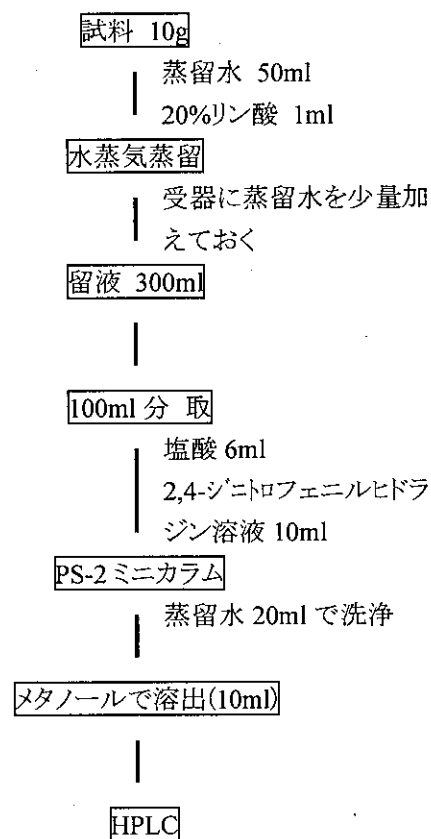 試料 10g
蒸留水 50ml
20%リン酸 1ml
水蒸気蒸留
受器に蒸留水を少量加
えておく
留液 300ml
100ml 分 取
塩酸 6ml
2,4-ジニトロフェニルヒドラ
ジン溶液 10ml
PS-2 ミニカラム
蒸留水 20ml で洗浄
メタノールで溶出(10ml)
HPLC